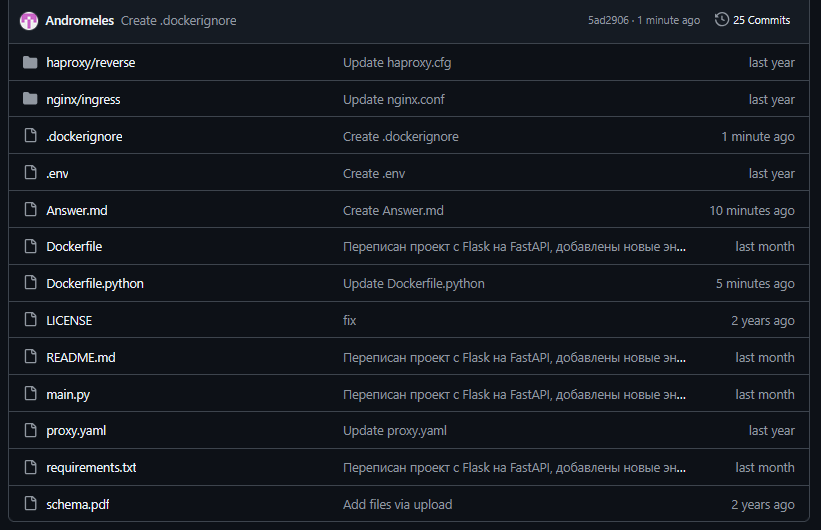 Andromeles Create .dockerignore 5ad2906 · 1 minute ago 25 Commits
haproxy/reverse Update haproxy.cfg last year
nginx/ingress Update nginx.conf last year
.dockerignore Create .dockerignore 1 minute ago
.env Create .env last year
Answer.md Create Answer.md 10 minutes ago
Dockerfile Переписан проект с Flask на FastAPI, добавлены новые эн... last month
Dockerfile.python Update Dockerfile.python 5 minutes ago
LICENSE fix 2 years ago
README.md Переписан проект с Flask на FastAPI, добавлены новые эн... last month
main.py Переписан проект с Flask на FastAPI, добавлены новые эн... last month
proxy.yaml Update proxy.yaml last year
requirements.txt Переписан проект с Flask на FastAPI, добавлены новые эн... last month
schema.pdf Add files via upload 2 years ago